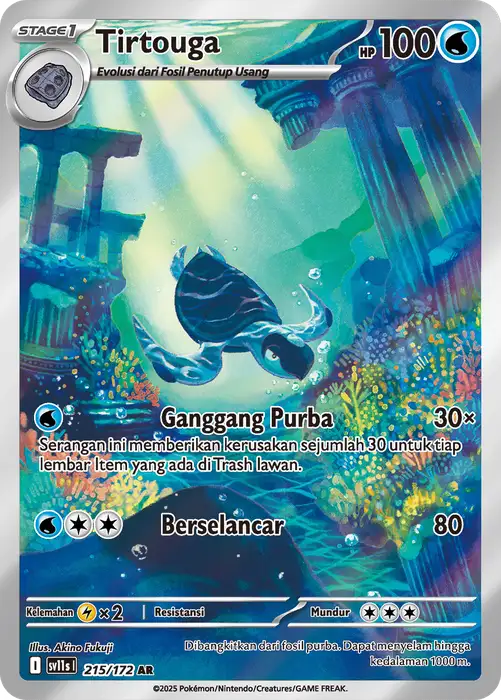 STAGE1
Tirtouga
HP 100
Evolusi dari Fosil Penutup Usang
Ganggang Purba 30×
Serangan ini memberikan kerusakan sejumlah 30 untuk tiap
lembar Item yang ada di Trash lawan.
Berselancar 80
Kelemahan ×2 Resistansi Mundur
Illus. Akino Fukuji
Dibangkitkan dari fosil purba. Dapat menyelam hingga
kedalaman 1000 m.
I sv11s I 215/172 AR
©2025 Pokémon/Nintendo/Creatures/GAME FREAK.